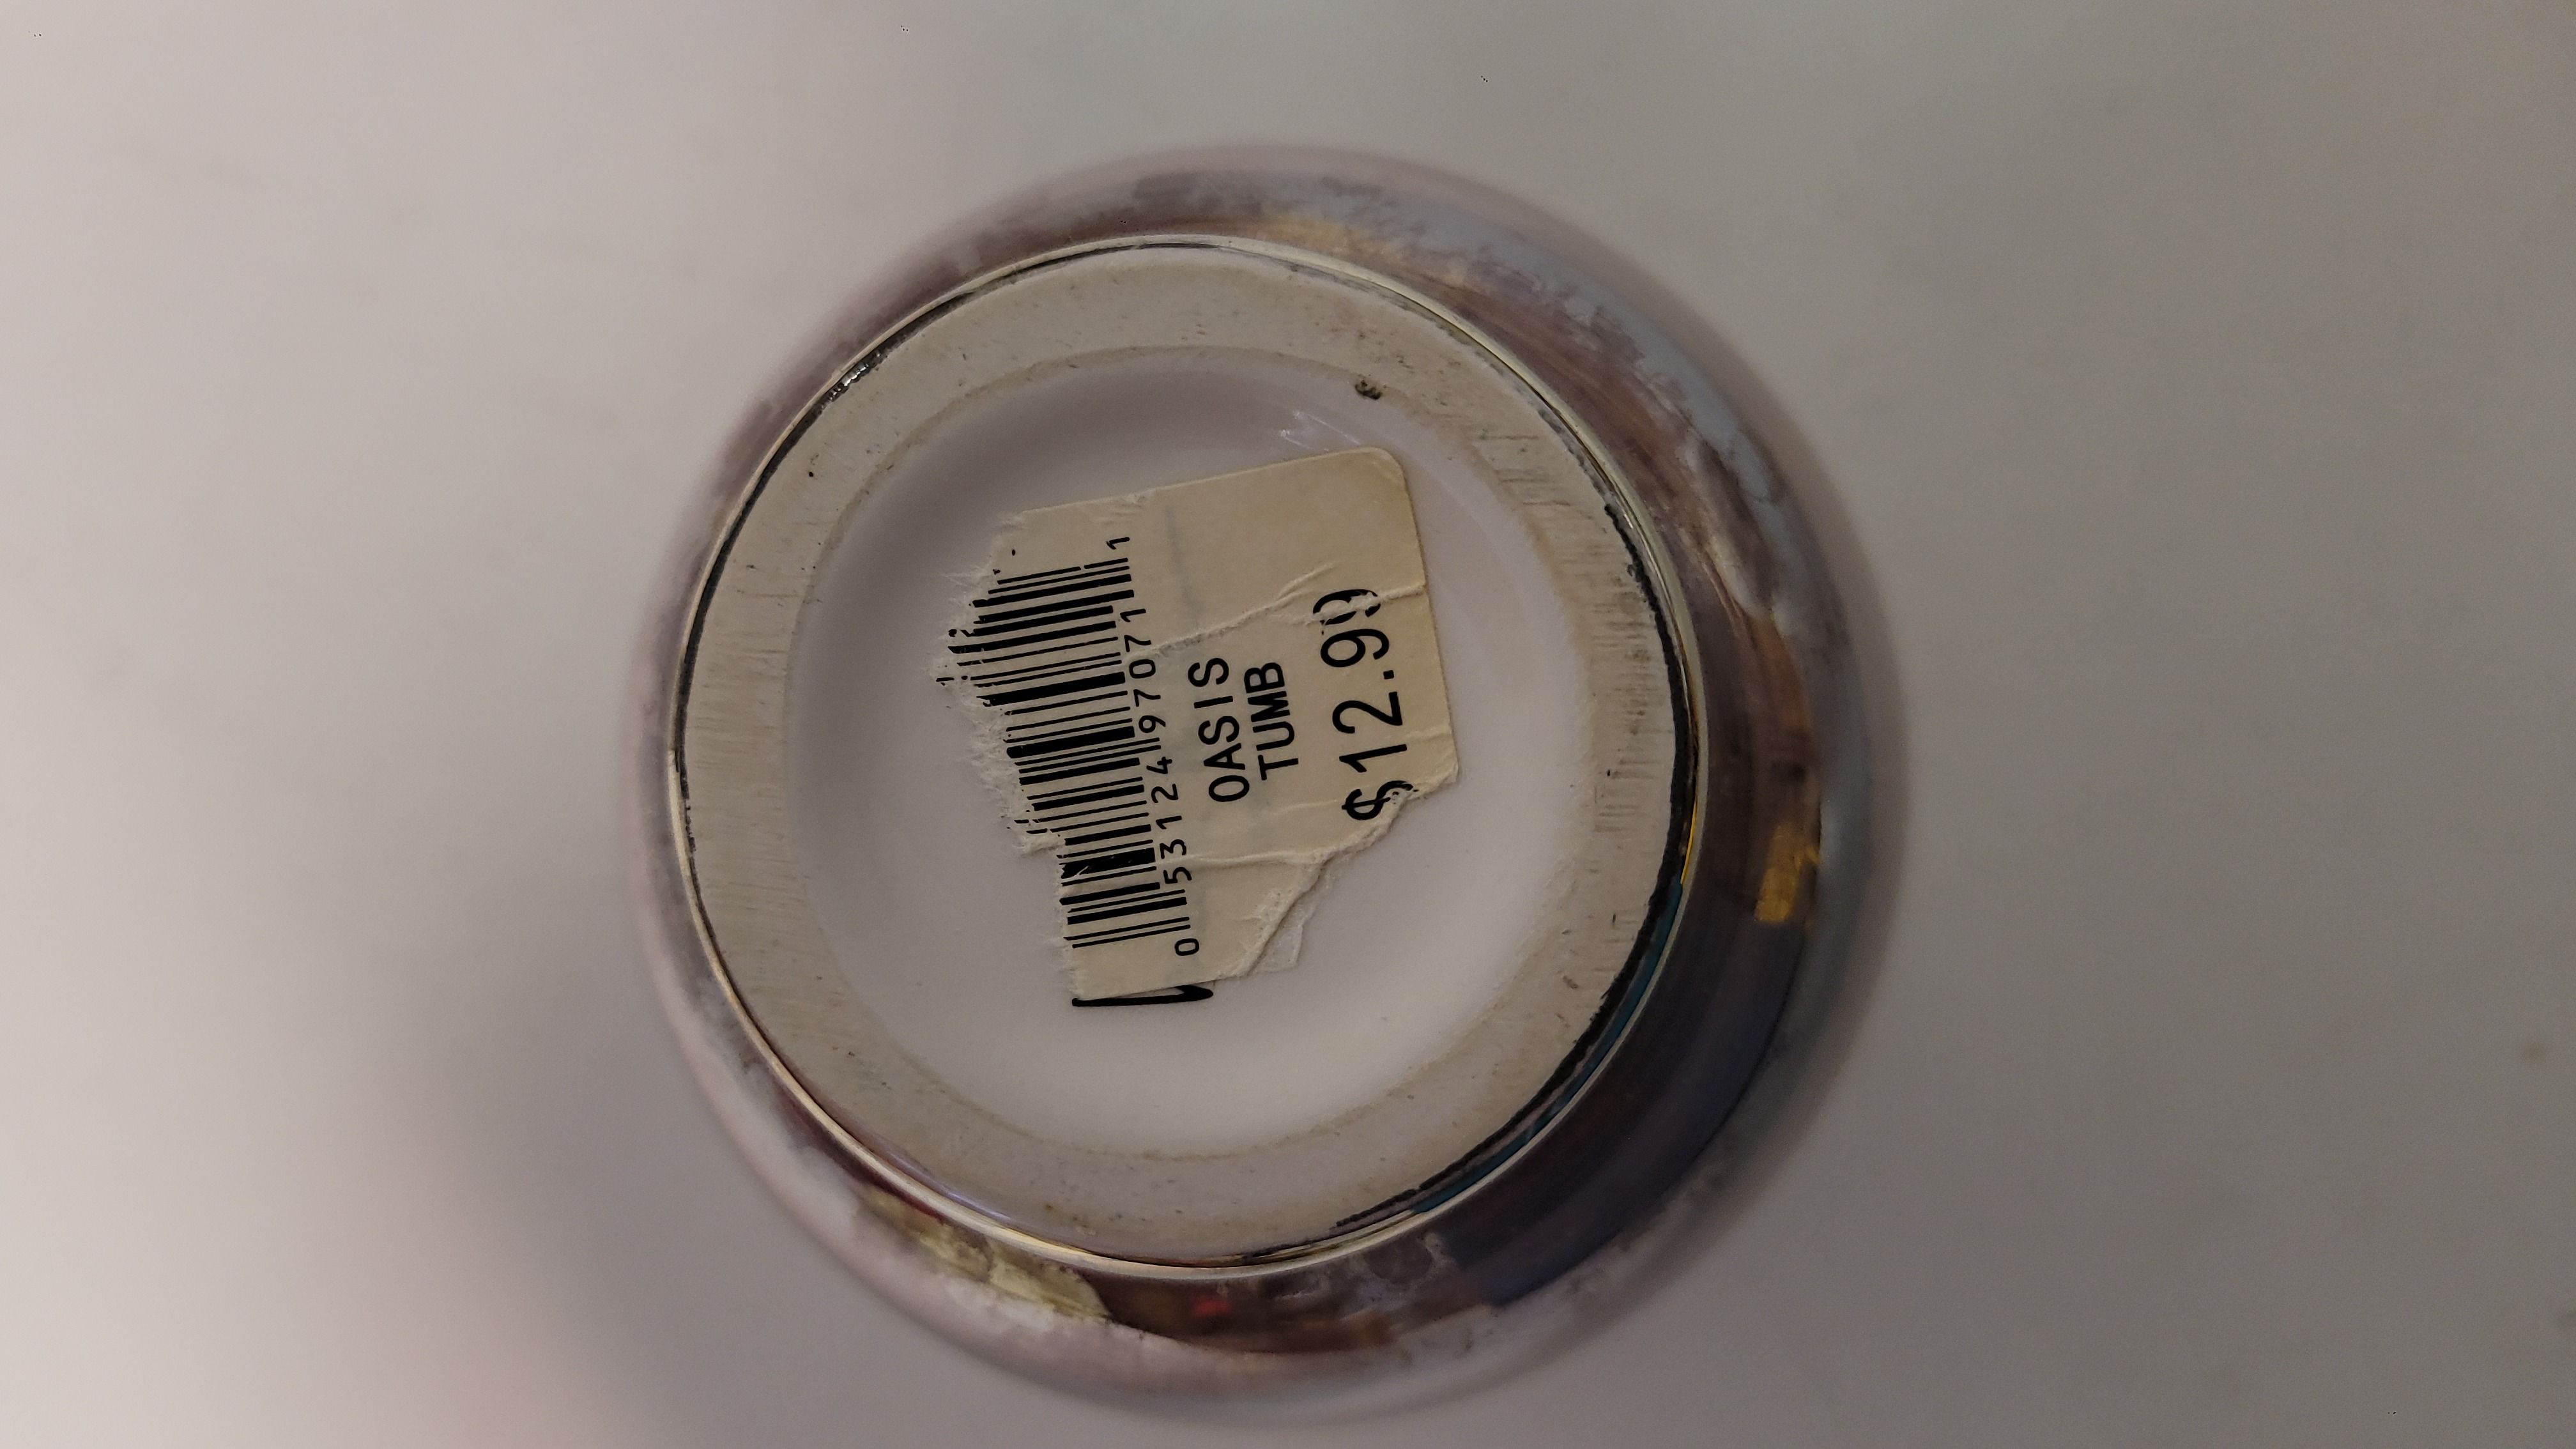 0 53124 97071 1
OASIS
TUMB
$12.99